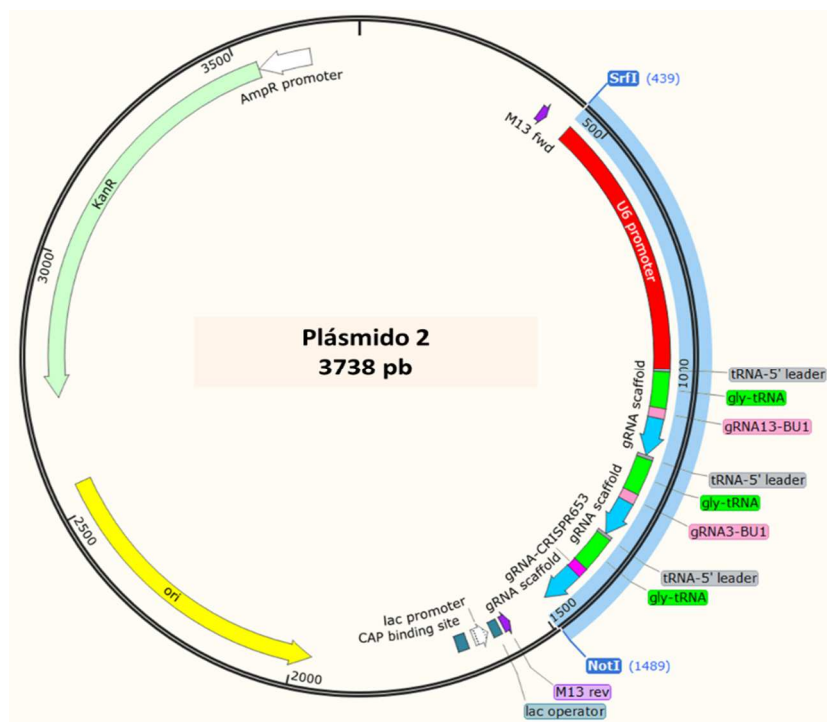 3500
AmpR promoter
SrfI (439)
M13 fwd
500
KanR
U6 promoter
3000
Plásmido 2
3738 pb
1000
tRNA-5' leader
gly-tRNA
gRNA scaffold
gRNA13-BU1
tRNA-5' leader
gRNA scaffold
gly-tRNA
gRNA3-BU1
gRNA-CRISPR653
gRNA scaffold
tRNA-5' leader
gly-tRNA
2500
ori
1500
lac promoter
CAP binding site
NotI (1489)
2000
M13 rev
lac operator